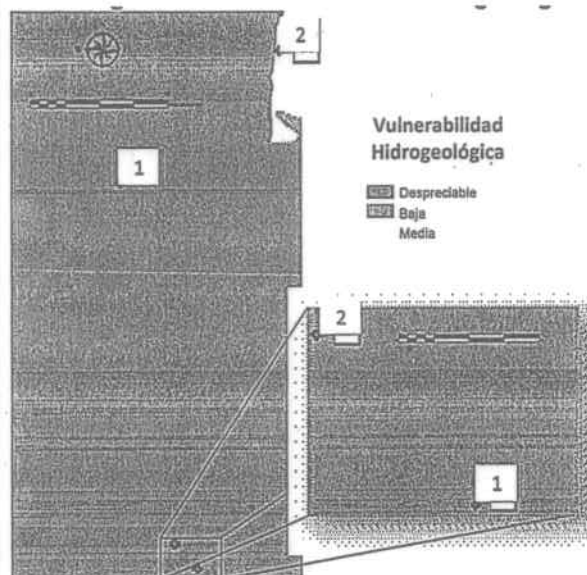 2
1
Vulnerabilidad
Hidrogeológica
Despreciable
Baja
Media
2
1